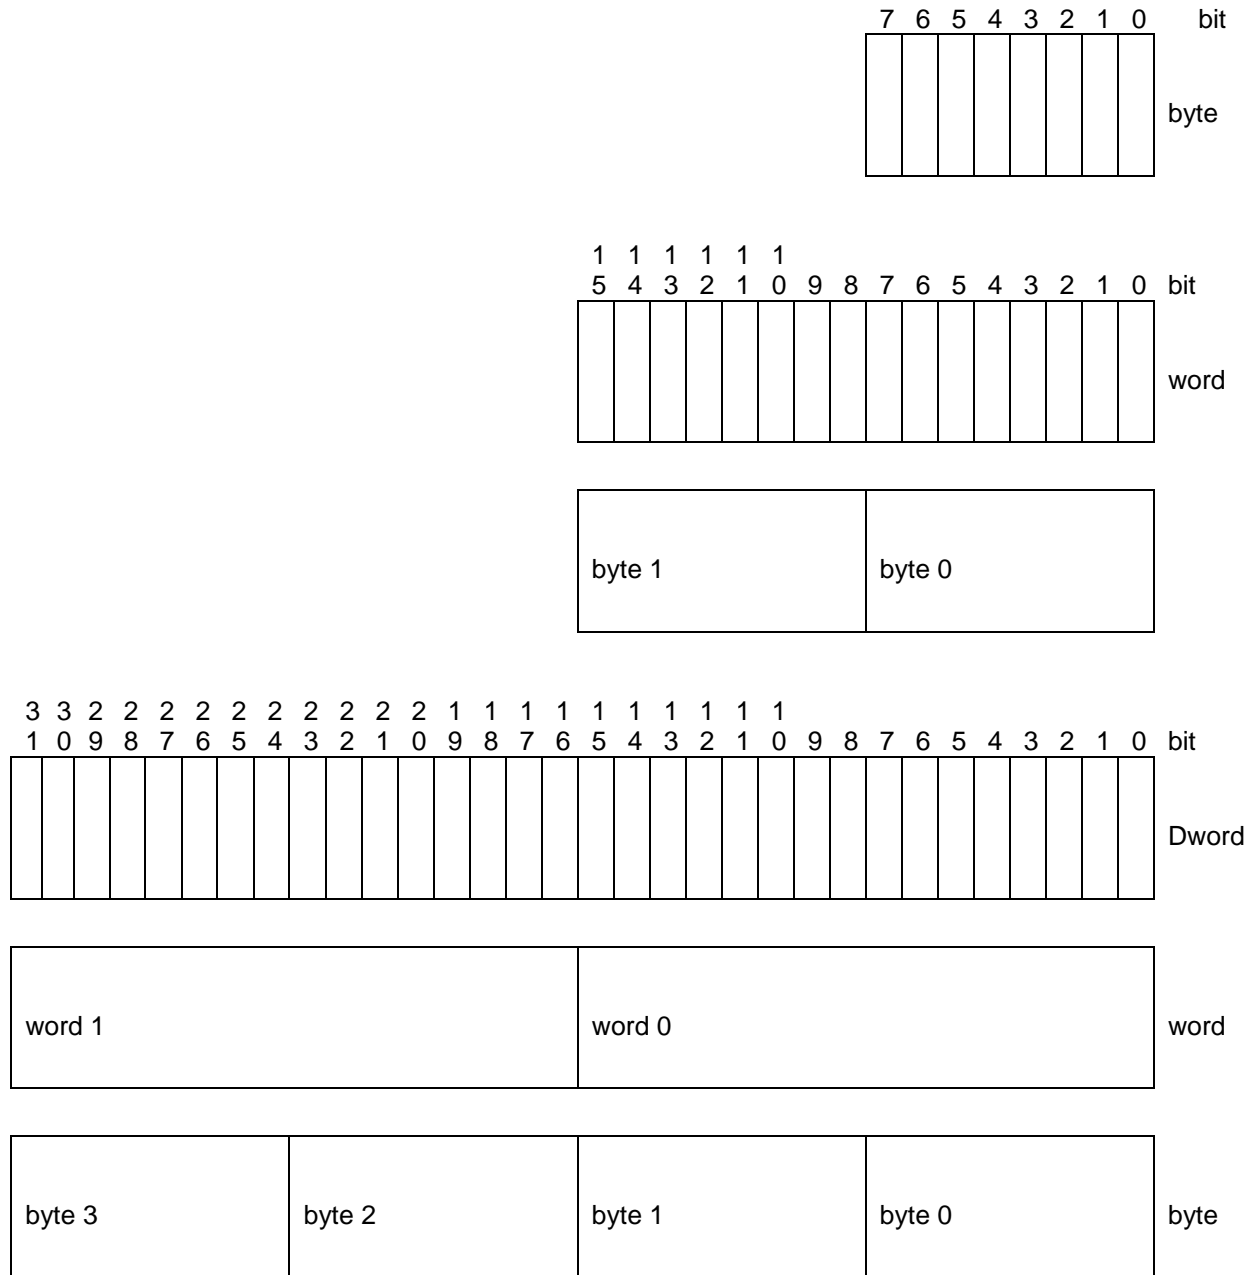 7 6 5 4 3 2 1 0 bit
byte
1 1 1 1 1 1
5 4 3 2 1 0 9 8 7 6 5 4 3 2 1 0 bit
word
byte 1 byte 0
3 3 2 2 2 2 2 2 2 2 2 2 1 1 1 1 1 1 1 1 1 1
1 0 9 8 7 6 5 4 3 2 1 0 9 8 7 6 5 4 3 2 1 0 9 8 7 6 5 4 3 2 1 0 bit
Dword
word 1 word 0 word
byte 3 byte 2 byte 1 byte 0 byte